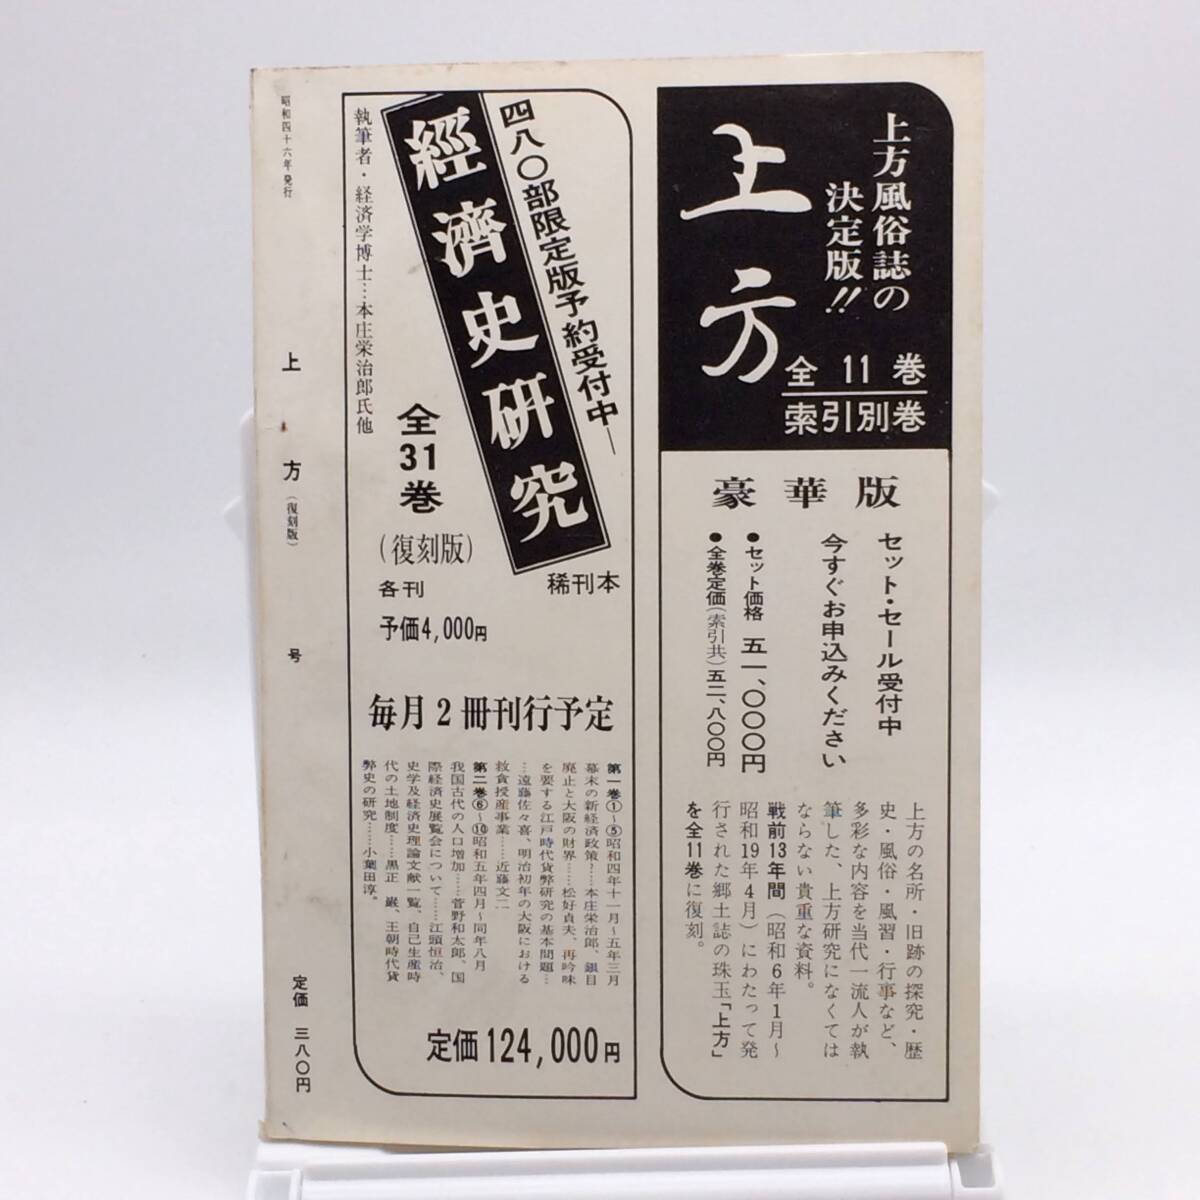 上方風俗誌の
決定版!!
上方
全11巻
索引別巻
豪華版
セット・セール受付中
今すぐお申込みください
●セット価格 五一、〇〇〇円
●全巻定価(索引共)五二、八〇〇円
上方の名所・旧跡の探究・歴
史・風俗・風習・行事など、
多彩な内容を当代一流人が執
筆した、上方研究になくては
ならない貴重な資料。
戦前13年間(昭和6年1月~
昭和19年4月)にわたって発
行された郷土誌の珠玉「上方」
を全11巻に復刻。
四八〇部限定版予約受付中―
經濟史研究
稀刊本
執筆者・経済学博士…本庄栄治郎氏他
全31巻
(復刻版)
各刊
予価4,000円
毎月2冊刊行予定
第一巻①~⑤昭和四年十一月~五年三月
幕末の新経済政策……本庄栄治郎、銀目
廃止と大阪の財界……松好貞夫、再吟味
を要する江戸時代貨弊研究の基本問題…
…遠藤佐々喜、明治初年の大阪における
救貧授産事業……近藤文二
第二巻⑥~⑩昭和五年四月~同年八月
我国古代の人口増加……菅野和太郎、国
際経済史展覧会について……江頭恒治、
史学及経済史理論文献一覧、自己生産時
代の土地制度……黒正 巌、王朝時代貨
弊史の研究……小葉田淳。
定価124,000円
昭和四十六年発行
上方(復刻版) 号
定価 三八〇円